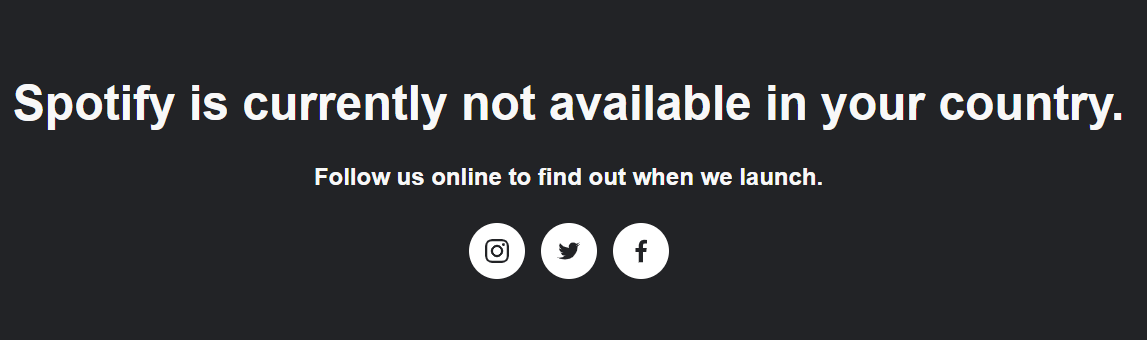 Spotify is currently not available in your country.
Follow us online to find out when we launch.